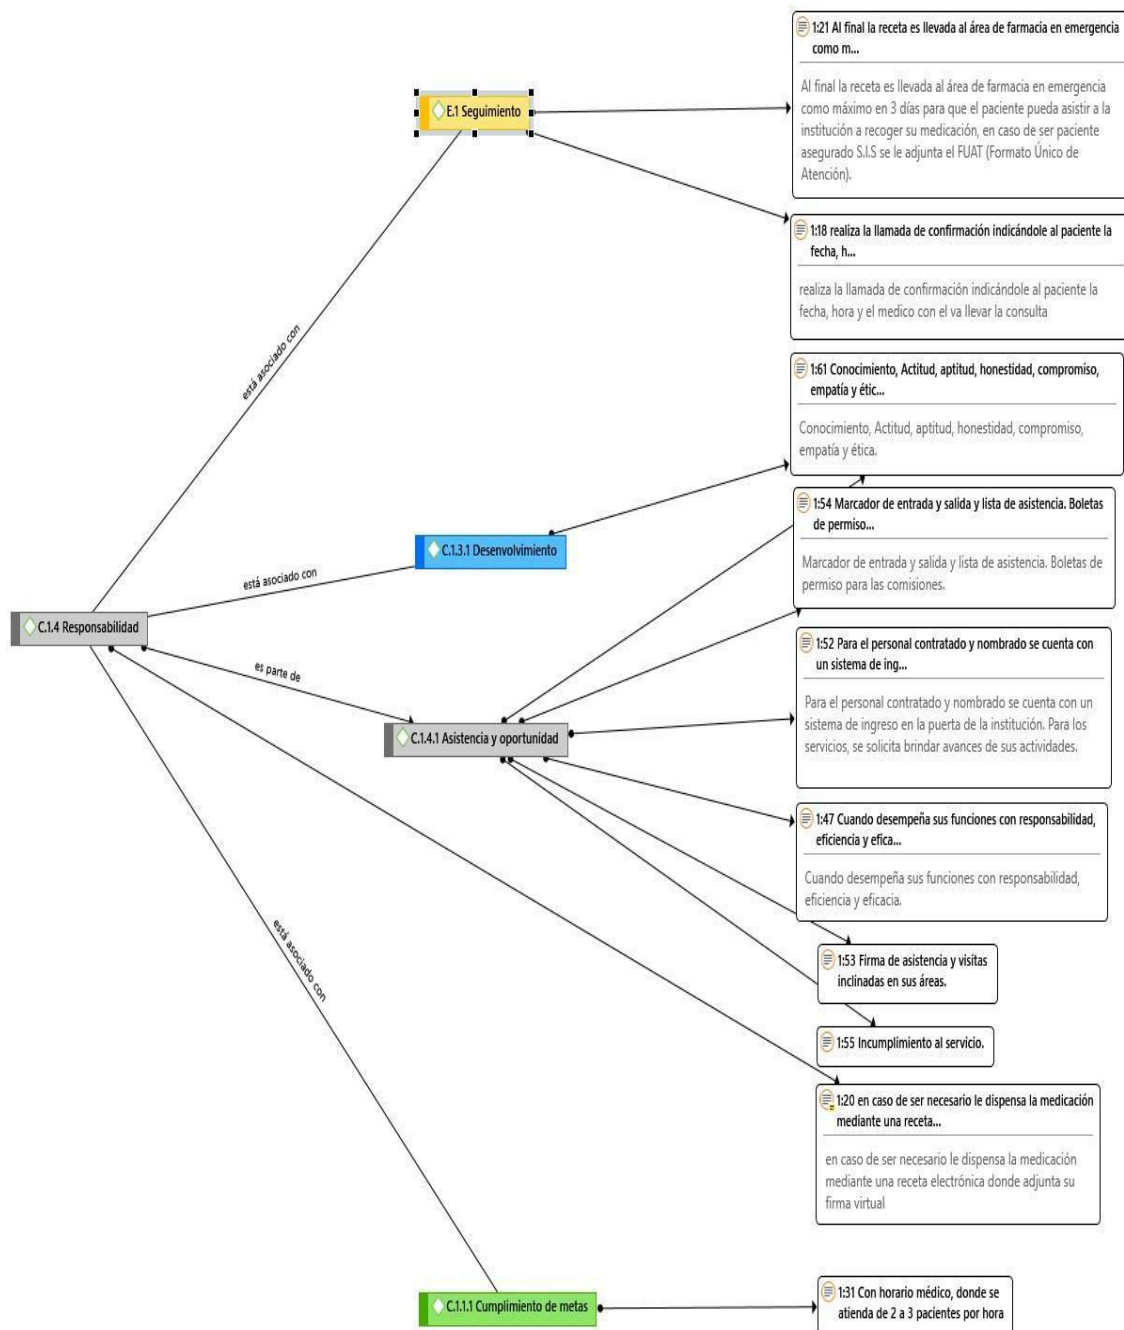 1:21 Al final la receta es llevada al área de farmacia en emergencia
como m...
Al final la receta es llevada al área de farmacia en emergencia
como máximo en 3 días para que el paciente pueda asistir a la
institución a recoger su medicación, en caso de ser paciente
asegurado S.I.S se le adjunta el FUAT (Formato Único de
Atención).
E.1 Seguimiento
1:18 realiza la llamada de confirmación indicándole al paciente la
fecha, h...
realiza la llamada de confirmación indicándole al paciente la
fecha, hora y el medico con el va llevar la consulta
está asociado con
1:61 Conocimiento, Actitud, aptitud, honestidad, compromiso,
empatía y étic...
Conocimiento, Actitud, aptitud, honestidad, compromiso,
empatía y ética.
1:54 Marcador de entrada y salida y lista de asistencia. Boletas
de permiso...
Marcador de entrada y salida y lista de asistencia. Boletas de
permiso para las comisiones.
C.1.3.1 Desenvolvimiento
está asociado con
C.1.4 Responsabilidad
es parte de
1:52 Para el personal contratado y nombrado se cuenta con
un sistema de ing...
Para el personal contratado y nombrado se cuenta con un
sistema de ingreso en la puerta de la institución. Para los
servicios, se solicita brindar avances de sus actividades.
C.1.4.1 Asistencia y oportunidad
1:47 Cuando desempeña sus funciones con responsabilidad,
eficiencia y efica...
Cuando desempeña sus funciones con responsabilidad,
eficiencia y eficacia.
está asociado con
1:53 Firma de asistencia y visitas
inclinadas en sus áreas.
1:55 Incumplimiento al servicio.
1:20 en caso de ser necesario le dispensa la medicación
mediante una receta...
en caso de ser necesario le dispensa la medicación
mediante una receta electrónica donde adjunta su
firma virtual
C.1.1.1 Cumplimiento de metas
1:31 Con horario médico, donde se
atienda de 2 a 3 pacientes por hora